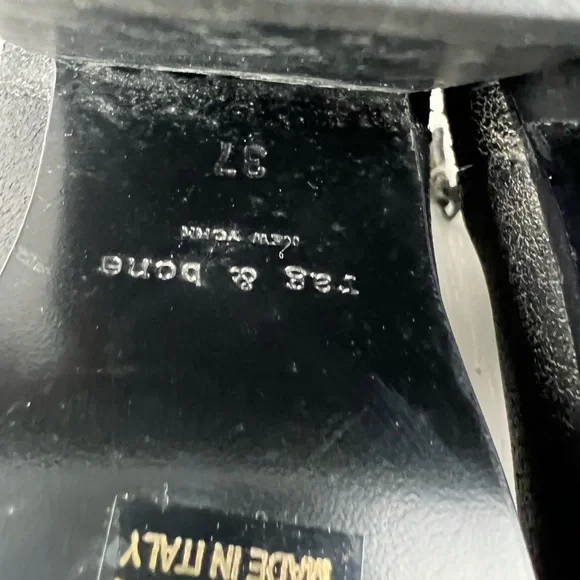 rag & bone
NEW YORK
37
MADE IN ITALY